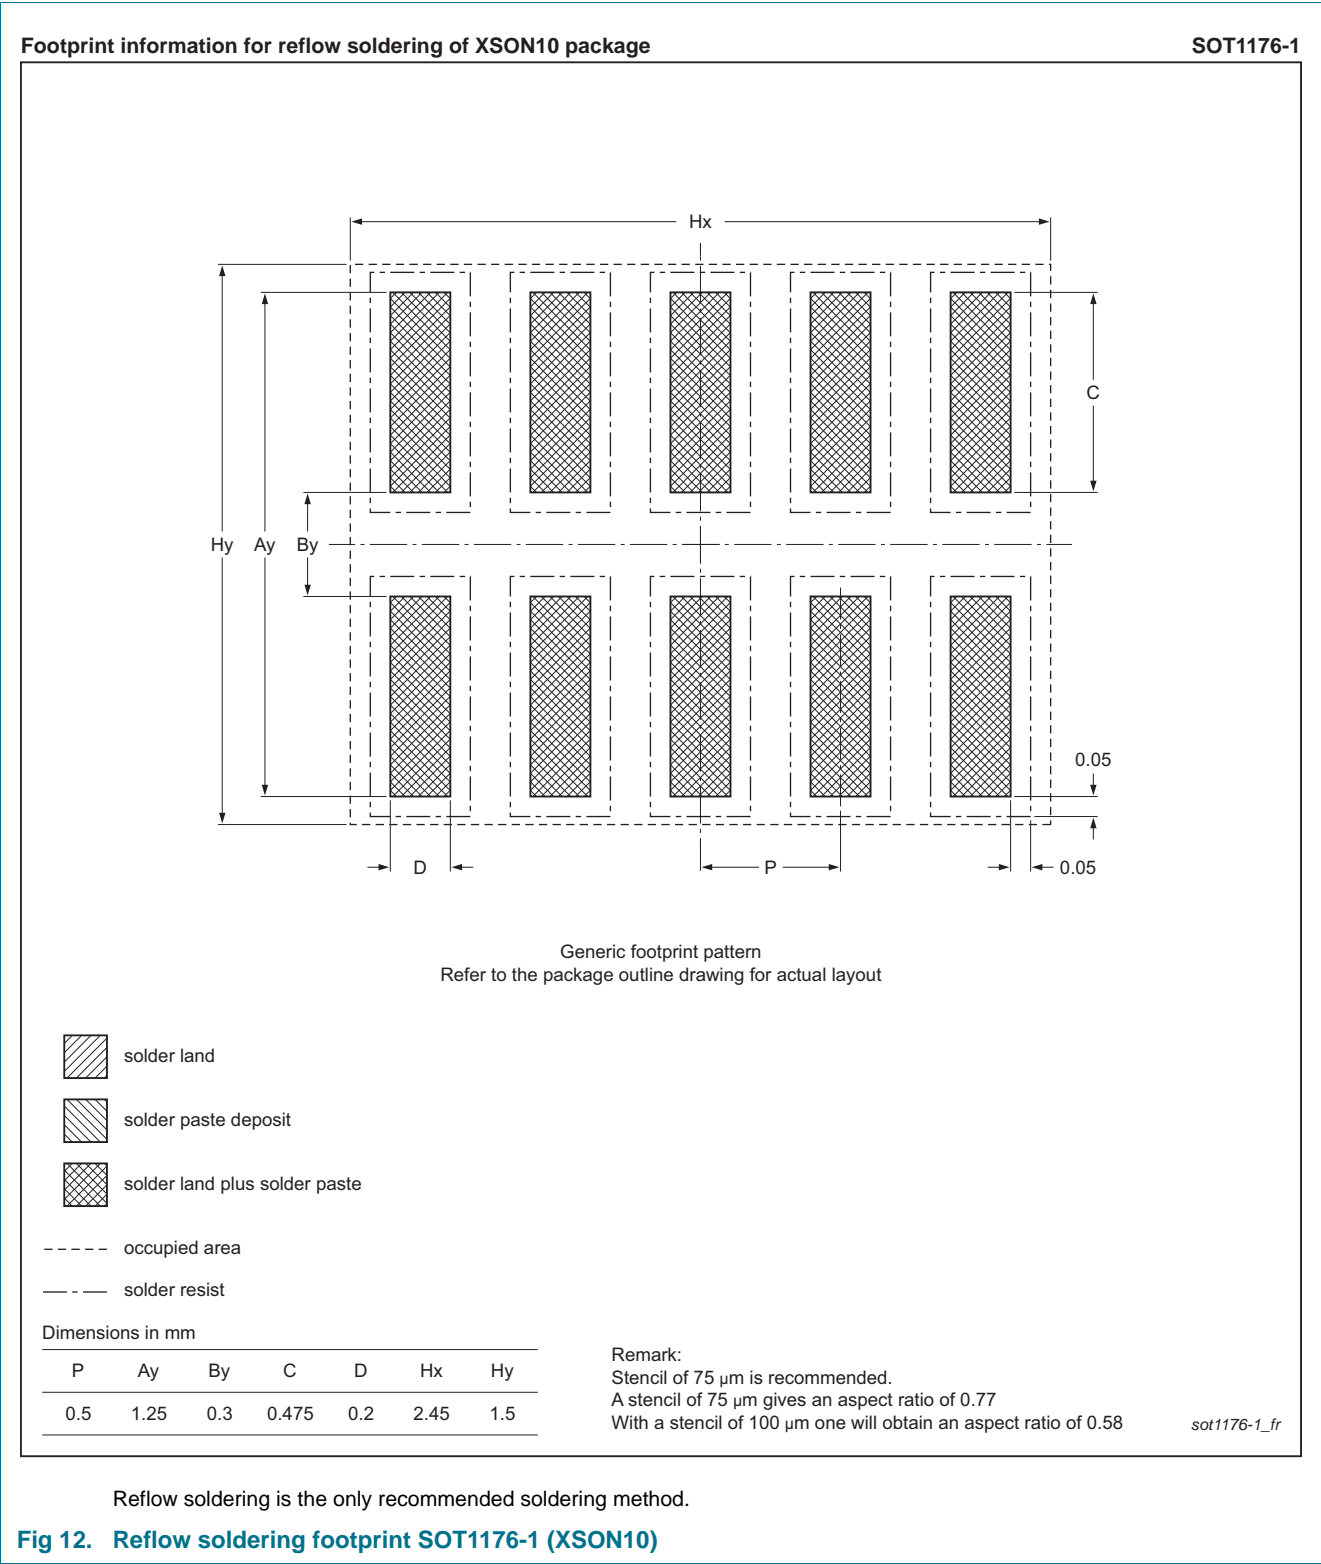 Footprint information for reflow soldering of XSON10 package SOT1176-1
Hx
C
Hy Ay By
0.05
D P 0.05
Generic footprint pattern
Refer to the package outline drawing for actual layout
solder land
solder paste deposit
solder land plus solder paste
occupied area
solder resist
Dimensions in mm
P Ay By C D Hx Hy
0.5 1.25 0.3 0.475 0.2 2.45 1.5
Remark:
Stencil of 75 μm is recommended.
A stencil of 75 μm gives an aspect ratio of 0.77
With a stencil of 100 μm one will obtain an aspect ratio of 0.58
sot1176-1_fr
Reflow soldering is the only recommended soldering method.
Fig 12. Reflow soldering footprint SOT1176-1 (XSON10)